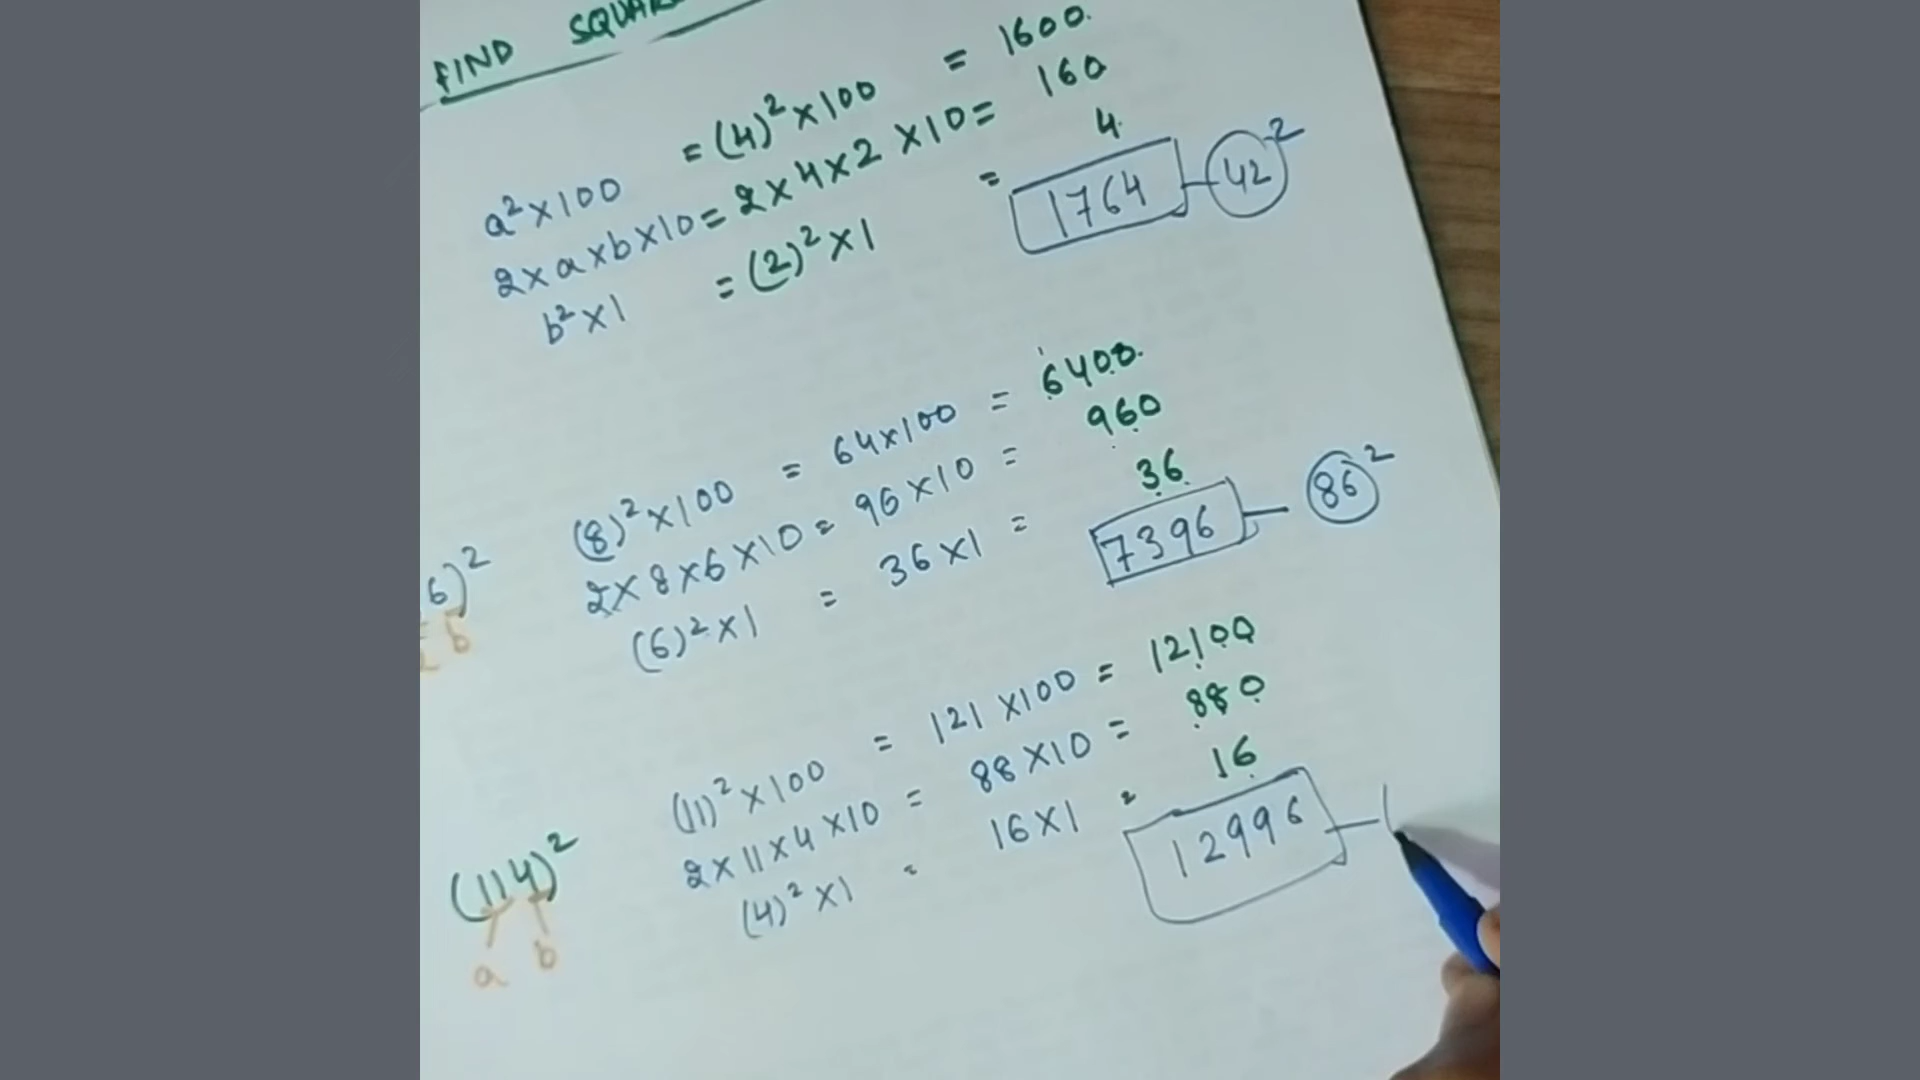 FIND SQUAR
a²×100 = (4)²×100 = 1600
2×a×b×10 = 2×4×2×10 = 160
b²×1 = (2)²×1 = 4
1764 — 42²
6)² (8)²×100 = 64×100 = 6400
b 2×8×6×10 = 96×10 = 960
(6)²×1 = 36×1 = 36
7396 — 86²
(114)² (11)²×100 = 121×100 = 12100
a b 2×11×4×10 = 88×10 = 880
(4)²×1 = 16×1 = 16
12996 —